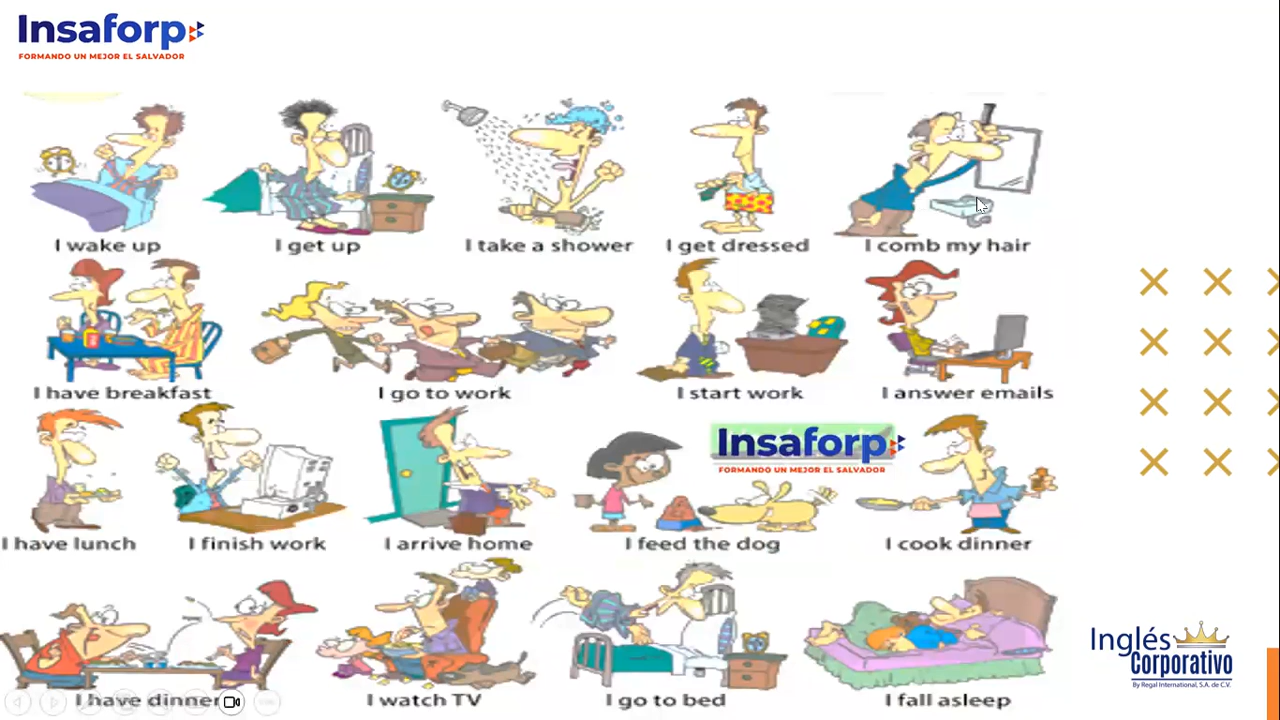 Insaforp
FORMANDO UN MEJOR EL SALVADOR
I wake up
I get up
I take a shower
I get dressed
I comb my hair
I have breakfast
I go to work
I start work
I answer emails
Insaforp
FORMANDO UN MEJOR EL SALVADOR
I have lunch
I finish work
I arrive home
I feed the dog
I cook dinner
I have dinner
I watch TV
I go to bed
I fall asleep
Inglés
Corporativo
By Regal International, S.A. de C.V.